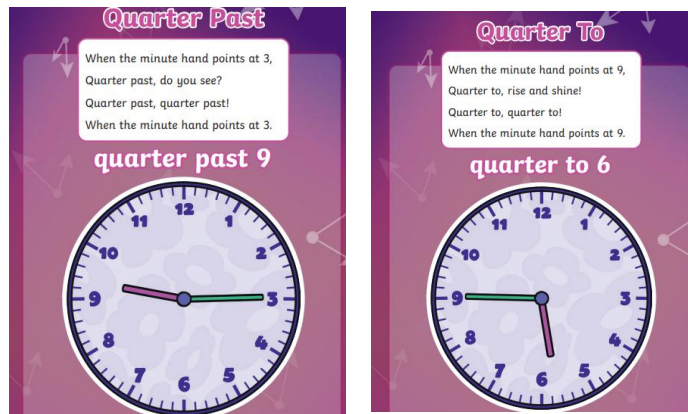 Quarter Past
When the minute hand points at 3,
Quarter past, do you see?
Quarter past, quarter past!
When the minute hand points at 3.
quarter past 9
12
1
2
3
4
5
6
7
8
9
10
11
Quarter To
When the minute hand points at 9,
Quarter to, rise and shine!
Quarter to, quarter to!
When the minute hand points at 9.
quarter to 6
12
1
2
3
4
5
6
7
8
9
10
11